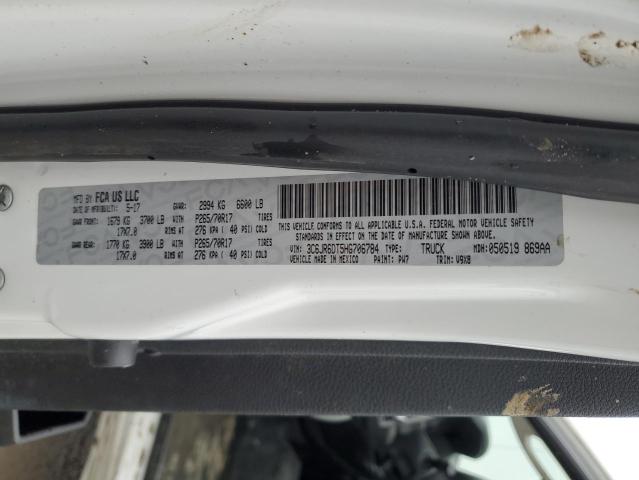 MFD BY FCA US LLC GVWR: 2994 KG 6600 LB
DATE OF MFR/BUILT: 5-17
GAWR FRONT: 1679 KG 3700 LB WITH P265/70R17 TIRES
17X7.0 RIMS AT 276 KPA ( 40 PSI) COLD
GAWR REAR: 1770 KG 3900 LB WITH P265/70R17 TIRES
17X7.0 RIMS AT 276 KPA ( 40 PSI) COLD
THIS VEHICLE CONFORMS TO ALL APPLICABLE U.S.A. FEDERAL MOTOR VEHICLE SAFETY
STANDARDS IN EFFECT ON THE DATE OF MANUFACTURE SHOWN ABOVE.
VIN: 3C6JR6DT5HG706784 TYPE: TRUCK MDH: 050519 869AA
VEHICLE MADE IN MEXICO PAINT: PW7 TRIM: V9X8